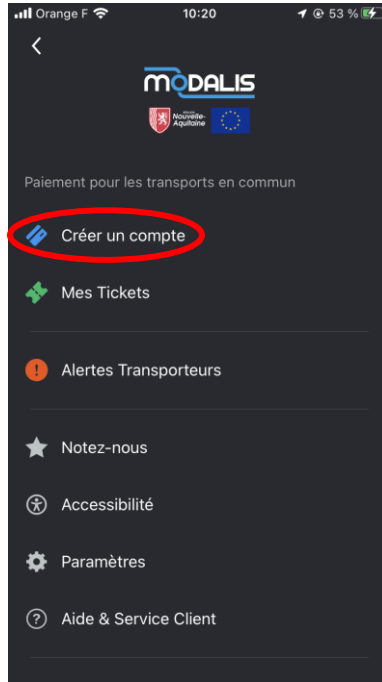 Orange F 10:20 53 %
MODALIS
RÉGION
Nouvelle-
Aquitaine
Paiement pour les transports en commun
Créer un compte
Mes Tickets
Alertes Transporteurs
Notez-nous
Accessibilité
Paramètres
Aide & Service Client